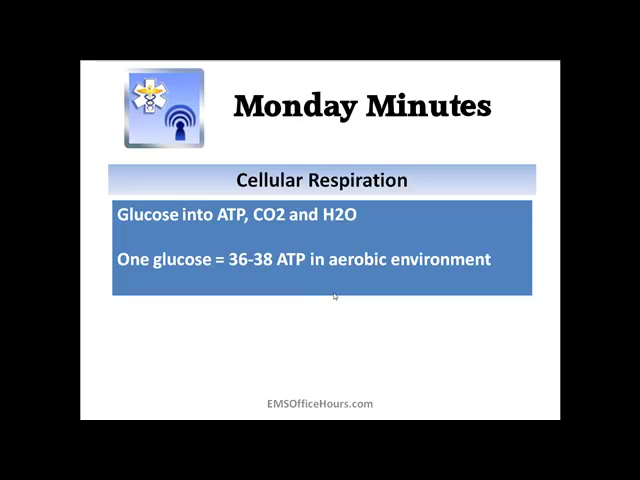 Monday Minutes
Cellular Respiration
Glucose into ATP, CO2 and H2O
One glucose = 36-38 ATP in aerobic environment
EMSOfficeHours.com